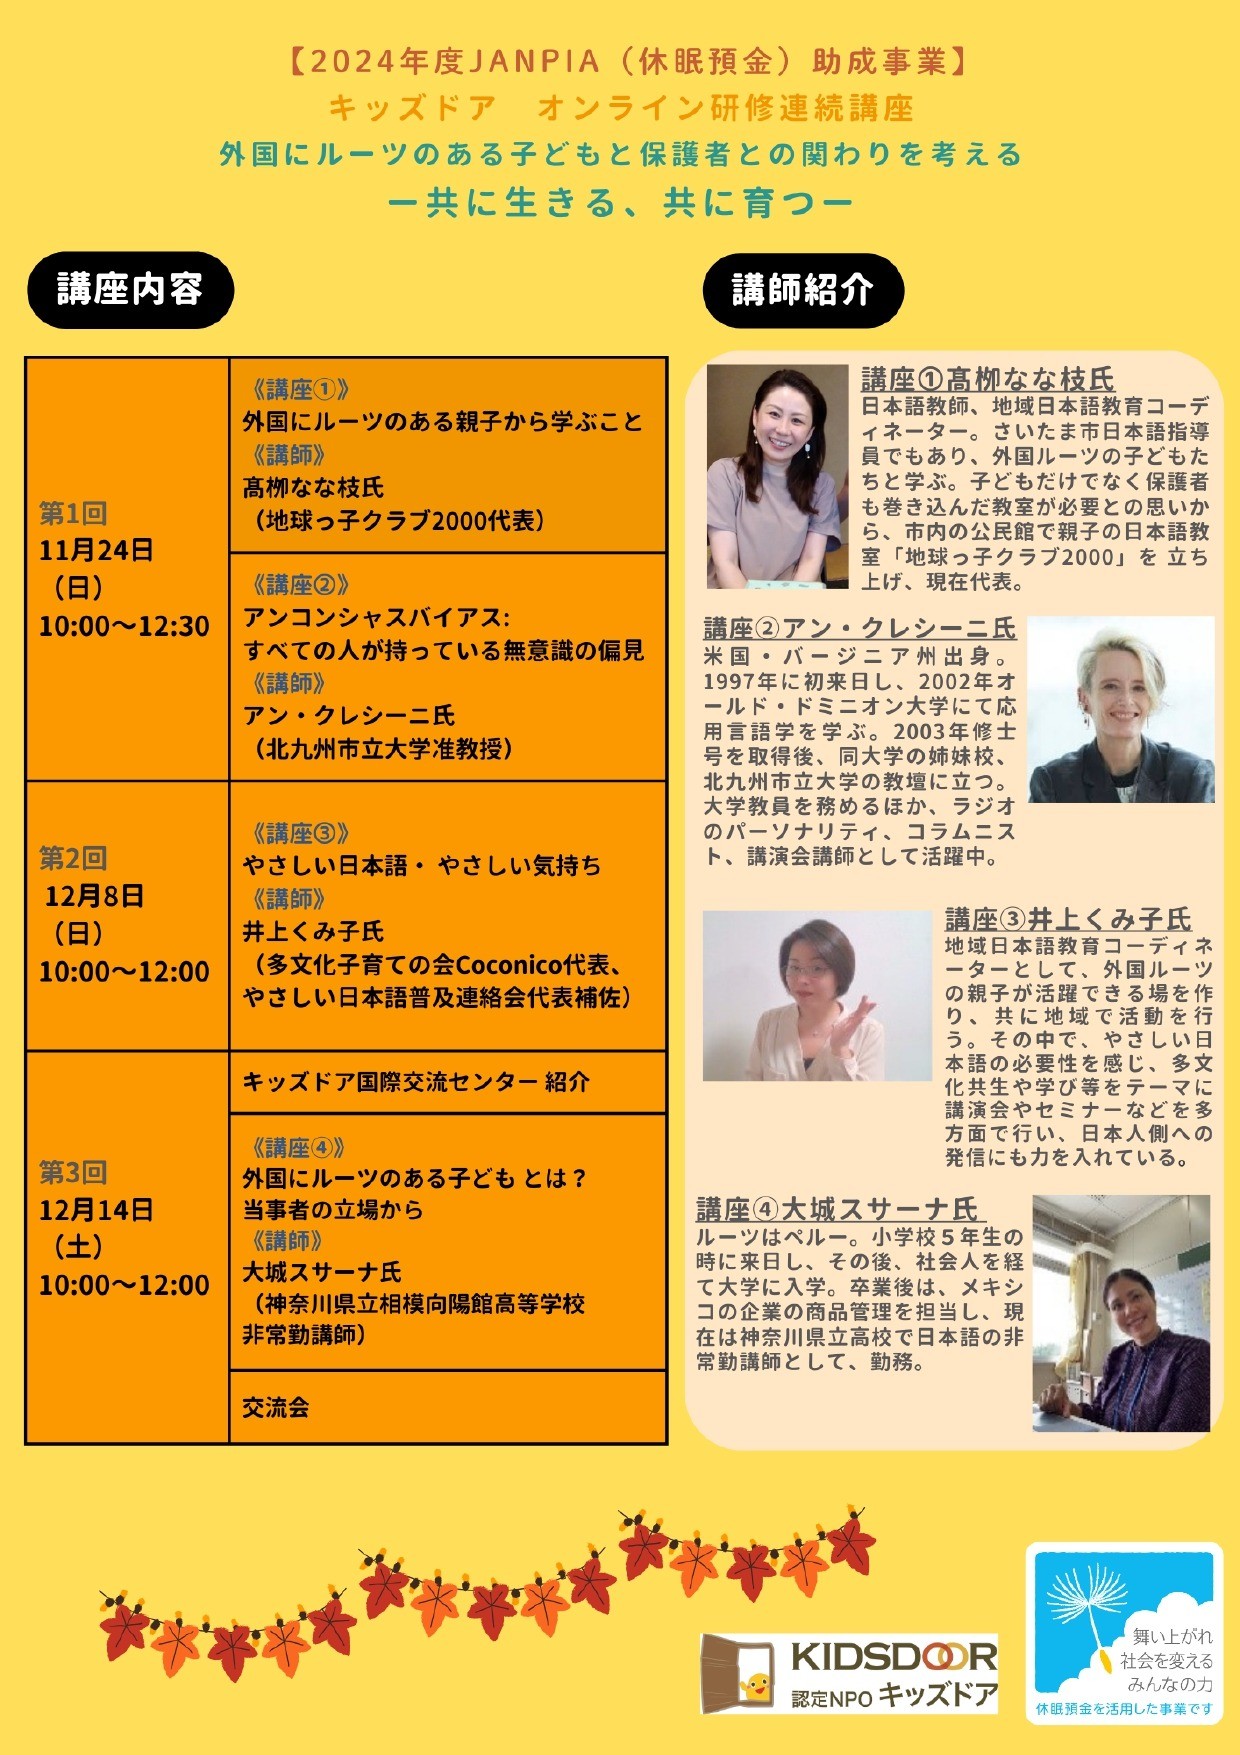 【2024年度JANPIA（休眠預金）助成事業】
キッズドア　オンライン研修連続講座
外国にルーツのある子どもと保護者との関わりを考える
ー共に生きる、共に育つー
講座内容
第1回
11月24日
（日）
10:00～12:30
《講座①》
外国にルーツのある親子から学ぶこと
《講師》
髙栁なな枝氏
（地球っ子クラブ2000代表）
《講座②》
アンコンシャスバイアス:
すべての人が持っている無意識の偏見
《講師》
アン・クレシーニ氏
（北九州市立大学准教授）
第2回
12月8日
（日）
10:00～12:00
《講座③》
やさしい日本語・ やさしい気持ち
《講師》
井上くみ子氏
（多文化子育ての会Coconico代表、
やさしい日本語普及連絡会代表補佐）
第3回
12月14日
（土）
10:00～12:00
キッズドア国際交流センター 紹介
《講座④》
外国にルーツのある子ども とは？
当事者の立場から
《講師》
大城スサーナ氏
（神奈川県立相模向陽館高等学校
非常勤講師）
交流会
講師紹介
講座①髙栁なな枝氏
日本語教師、地域日本語教育コーデ
ィネーター。さいたま市日本語指導
員でもあり、外国ルーツの子どもた
ちと学ぶ。子どもだけでなく保護者
も巻き込んだ教室が必要との思いか
ら、市内の公民館で親子の日本語教
室「地球っ子クラブ2000」を 立ち
上げ、現在代表。
講座②アン・クレシーニ氏
米国・バージニア州出身。
1997年に初来日し、2002年オ
ールド・ドミニオン大学にて応
用言語学を学ぶ。2003年修士
号を取得後、同大学の姉妹校、
北九州市立大学の教壇に立つ。
大学教員を務めるほか、ラジオ
のパーソナリティ、コラムニス
ト、講演会講師として活躍中。
講座③井上くみ子氏
地域日本語教育コーディネ
ーターとして、外国ルーツ
の親子が活躍できる場を作
り、共に地域で活動を行
う。その中で、やさしい日
本語の必要性を感じ、多文
化共生や学び等をテーマに
講演会やセミナーなどを多
方面で行い、日本人側への
発信にも力を入れている。
講座④大城スサーナ氏
ルーツはペルー。小学校５年生の
時に来日し、その後、社会人を経
て大学に入学。卒業後は、メキシ
コの企業の商品管理を担当し、現
在は神奈川県立高校で日本語の非
常勤講師として、勤務。
KIDSDOOR
認定NPO キッズドア
舞い上がれ
社会を変える
みんなの力
休眠預金を活用した事業です